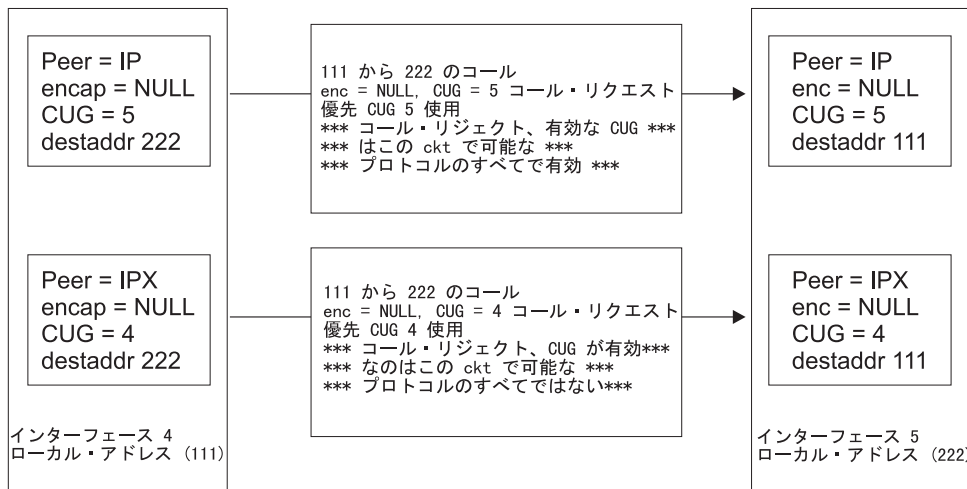 Peer = IP
encap = NULL
CUG = 5
destaddr 222
111 から 222 のコール
enc = NULL, CUG = 5 コール・リクエスト
優先 CUG 5 使用
*** コール・リジェクト、有効な CUG ***
*** はこの ckt で可能な ***
*** プロトコルのすべてで有効 ***
Peer = IP
enc = NULL
CUG = 5
destaddr 111
Peer = IPX
encap = NULL
CUG = 4
destaddr 222
111 から 222 のコール
enc = NULL, CUG = 4 コール・リクエスト
優先 CUG 4 使用
*** コール・リジェクト、CUG が有効***
*** なのはこの ckt で可能な ***
*** プロトコルのすべてではない***
Peer = IPX
enc = NULL
CUG = 4
destaddr 111
インターフェース 4
ローカル・アドレス (111)
インターフェース 5
ローカル・アドレス (222)